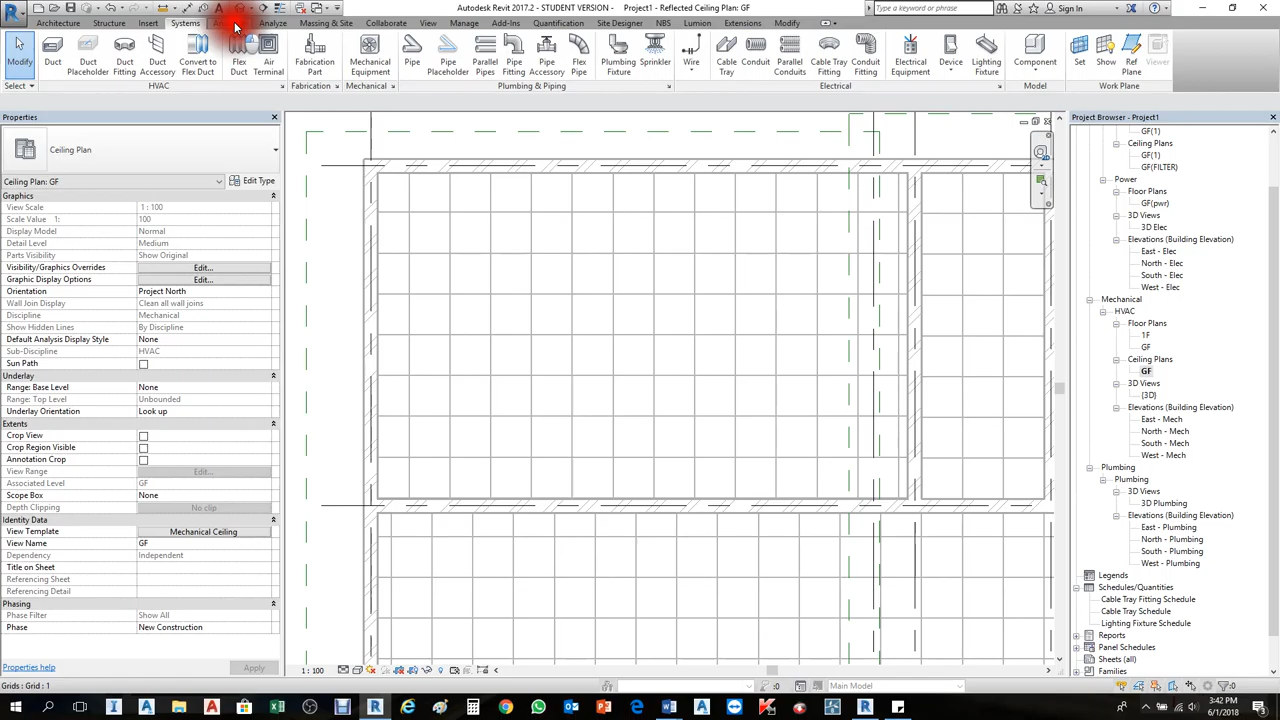 Autodesk Revit 2017.2 - STUDENT VERSION - Project1 - Reflected Ceiling Plan: GF
Type a keyword or phrase
Sign In
Architecture Structure Insert Systems Analyze Massing & Site Collaborate View Manage Add-Ins Quantification Site Designer NBS Lumion Extensions Modify
Modify
Duct
Duct Placeholder
Duct Fitting
Duct Accessory
Convert to Flex Duct
Flex Duct
Air Terminal
Fabrication Part
Mechanical Equipment
Pipe
Pipe Placeholder
Parallel Pipes
Pipe Fitting
Pipe Accessory
Flex Pipe
Plumbing Fixture
Sprinkler
Wire
Cable Tray
Conduit
Parallel Conduits
Cable Tray Fitting
Conduit Fitting
Electrical Equipment
Device
Lighting Fixture
Component
Set
Show
Ref Plane
Viewer
Select HVAC Fabrication Mechanical Plumbing & Piping Electrical Model Work Plane
Properties
Ceiling Plan
Ceiling Plan: GF
Edit Type
Graphics
View Scale 1 : 100
Scale Value 1: 100
Display Model Normal
Detail Level Medium
Parts Visibility Show Original
Visibility/Graphics Overrides Edit...
Graphic Display Options Edit...
Orientation Project North
Wall Join Display Clean all wall joins
Discipline Mechanical
Show Hidden Lines By Discipline
Default Analysis Display Style None
Sub-Discipline HVAC
Sun Path
Underlay
Range: Base Level None
Range: Top Level Unbounded
Underlay Orientation Look up
Extents
Crop View
Crop Region Visible
Annotation Crop
View Range Edit...
Associated Level GF
Scope Box None
Depth Clipping No clip
Identity Data
View Template Mechanical Ceiling
View Name GF
Dependency Independent
Title on Sheet
Referencing Sheet
Referencing Detail
Phasing
Phase Filter Show All
Phase New Construction
Properties help
Apply
1 : 100
Project Browser - Project1
GF(1)
Ceiling Plans
GF(1)
GF(FILTER)
Power
Floor Plans
GF(pwr)
3D Views
3D Elec
Elevations (Building Elevation)
East - Elec
North - Elec
South - Elec
West - Elec
Mechanical
HVAC
Floor Plans
1F
GF
Ceiling Plans
GF
3D Views
{3D}
Elevations (Building Elevation)
East - Mech
North - Mech
South - Mech
West - Mech
Plumbing
Plumbing
3D Views
3D Plumbing
Elevations (Building Elevation)
East - Plumbing
North - Plumbing
South - Plumbing
West - Plumbing
Legends
Schedules/Quantities
Cable Tray Fitting Schedule
Cable Tray Schedule
Lighting Fixture Schedule
Reports
Panel Schedules
Sheets (all)
Families
Grids : Grid : 1
:0
Main Model
:0
3:42 PM
6/1/2018